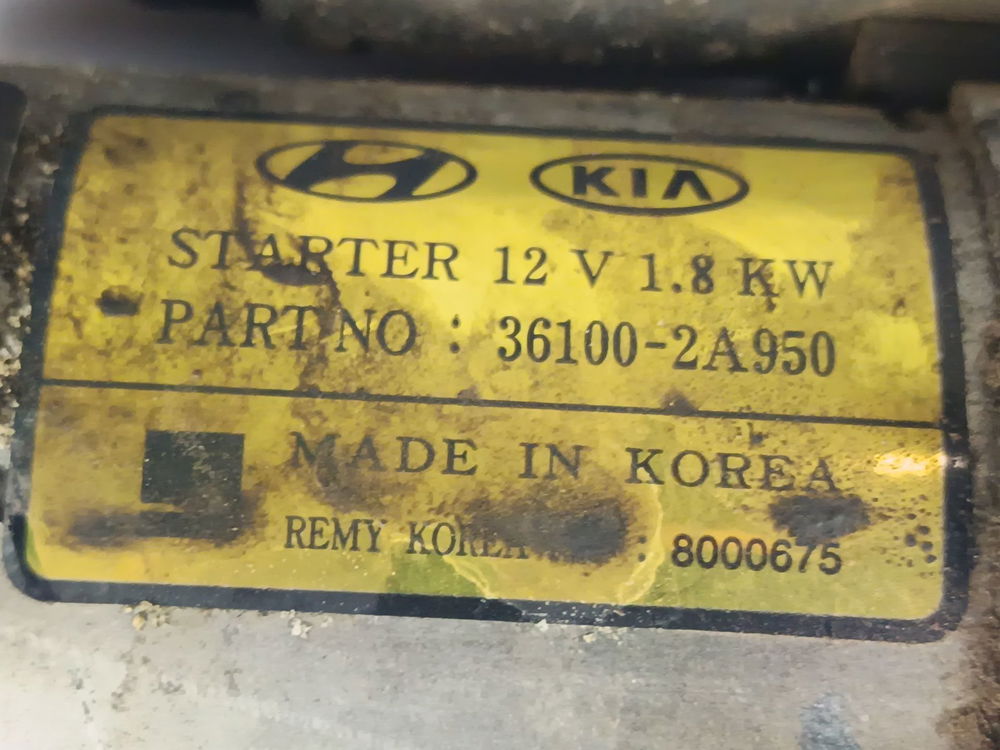 KIA
STARTER 12 V 1.8 KW
PART NO : 36100-2A950
MADE IN KOREA
REMY KOREA : 8000675